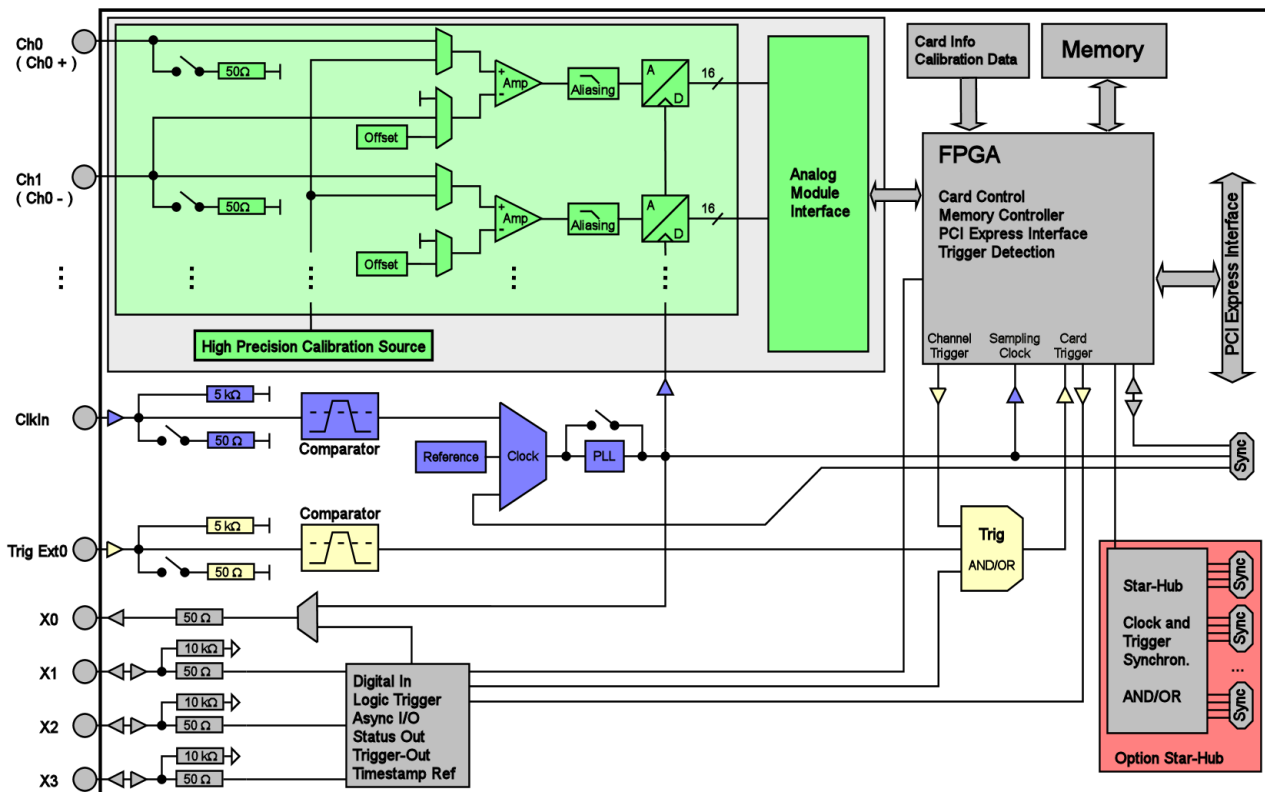 Ch0
( Ch0 + )
50Ω
+
-
Amp
Aliasing
A
D
16
Offset
Ch1
( Ch0 - )
50Ω
+
-
Amp
Aliasing
A
D
16
Offset
High Precision Calibration Source
Analog
Module
Interface
Card Info
Calibration Data
Memory
FPGA
Card Control
Memory Controller
PCI Express Interface
Trigger Detection
Channel
Trigger
Sampling
Clock
Card
Trigger
PCI Express Interface
ClkIn
5 kΩ
50 Ω
Comparator
Reference
Clock
PLL
Sync
Trig Ext0
5 kΩ
50 Ω
Comparator
Trig
AND/OR
X0
50 Ω
X1
10 kΩ
50 Ω
X2
10 kΩ
50 Ω
X3
10 kΩ
50 Ω
Digital In
Logic Trigger
Async I/O
Status Out
Trigger-Out
Timestamp Ref
Star-Hub
Clock and
Trigger
Synchron.
AND/OR
Sync
Sync
...
Sync
Option Star-Hub